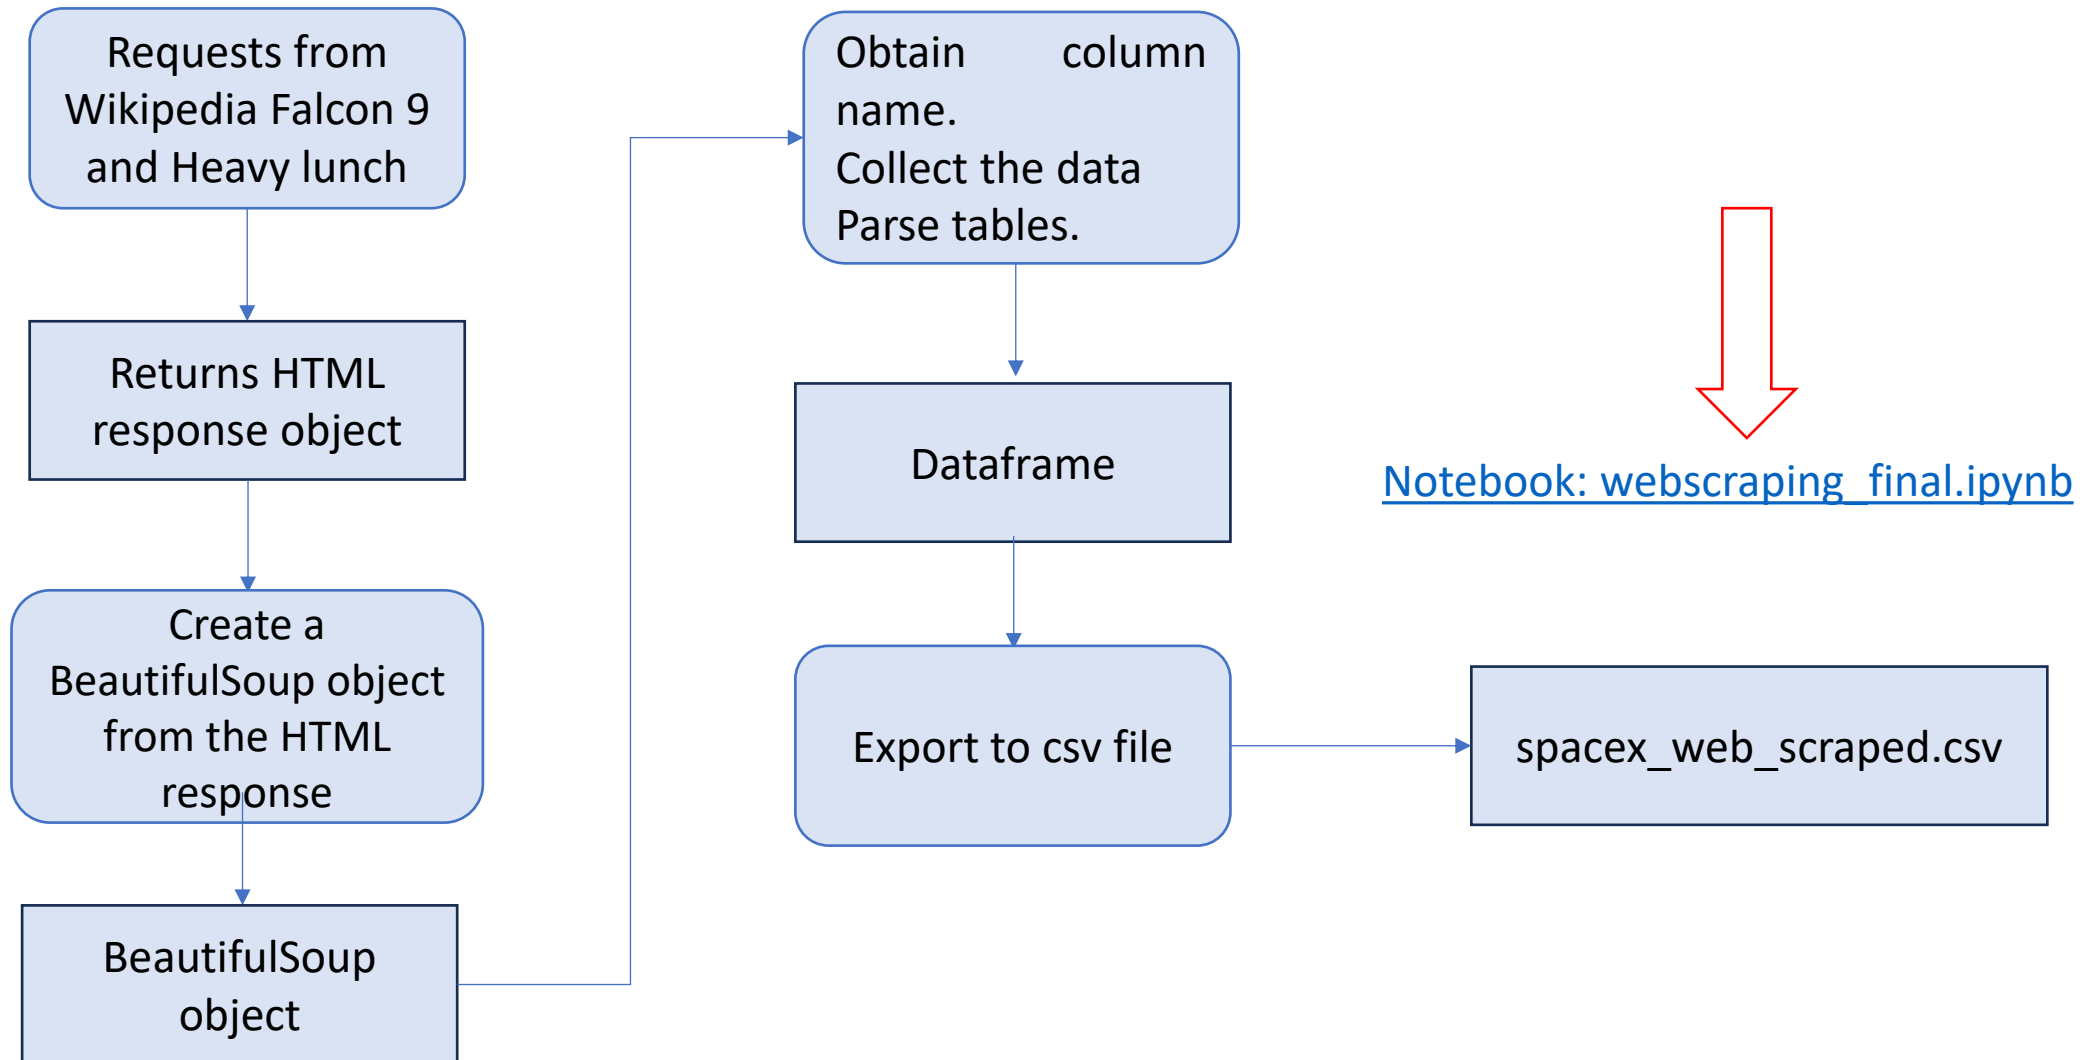 Requests from
Wikipedia Falcon 9
and Heavy lunch
Returns HTML
response object
Create a
BeautifulSoup object
from the HTML
response
BeautifulSoup
object
Obtain column
name.
Collect the data
Parse tables.
Dataframe
Export to csv file
Notebook: webscraping_final.ipynb
spacex_web_scraped.csv